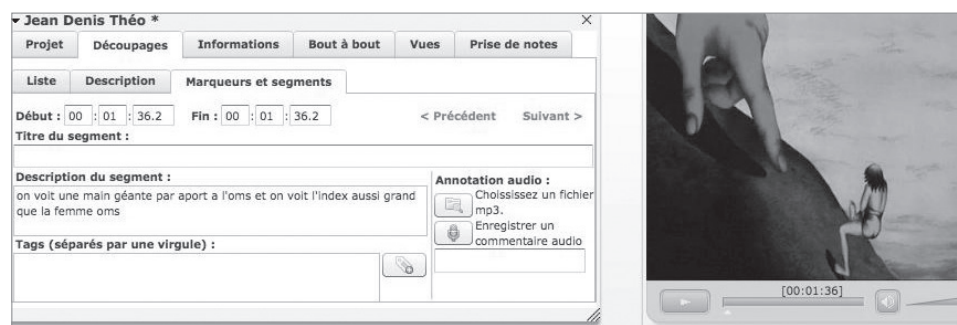 Jean Denis Théo *
Projet Découpages Informations Bout à bout Vues Prise de notes
Liste Description Marqueurs et segments
Début : 00 : 01 : 36.2 Fin : 00 : 01 : 36.2 < Précédent Suivant >
Titre du segment :
Description du segment :
on voit une main géante par aport a l'oms et on voit l'index aussi grand
que la femme oms
Tags (séparés par une virgule) :
Annotation audio :
Choississez un fichier
mp3.
Enregistrer un
commentaire audio
[00:01:36]